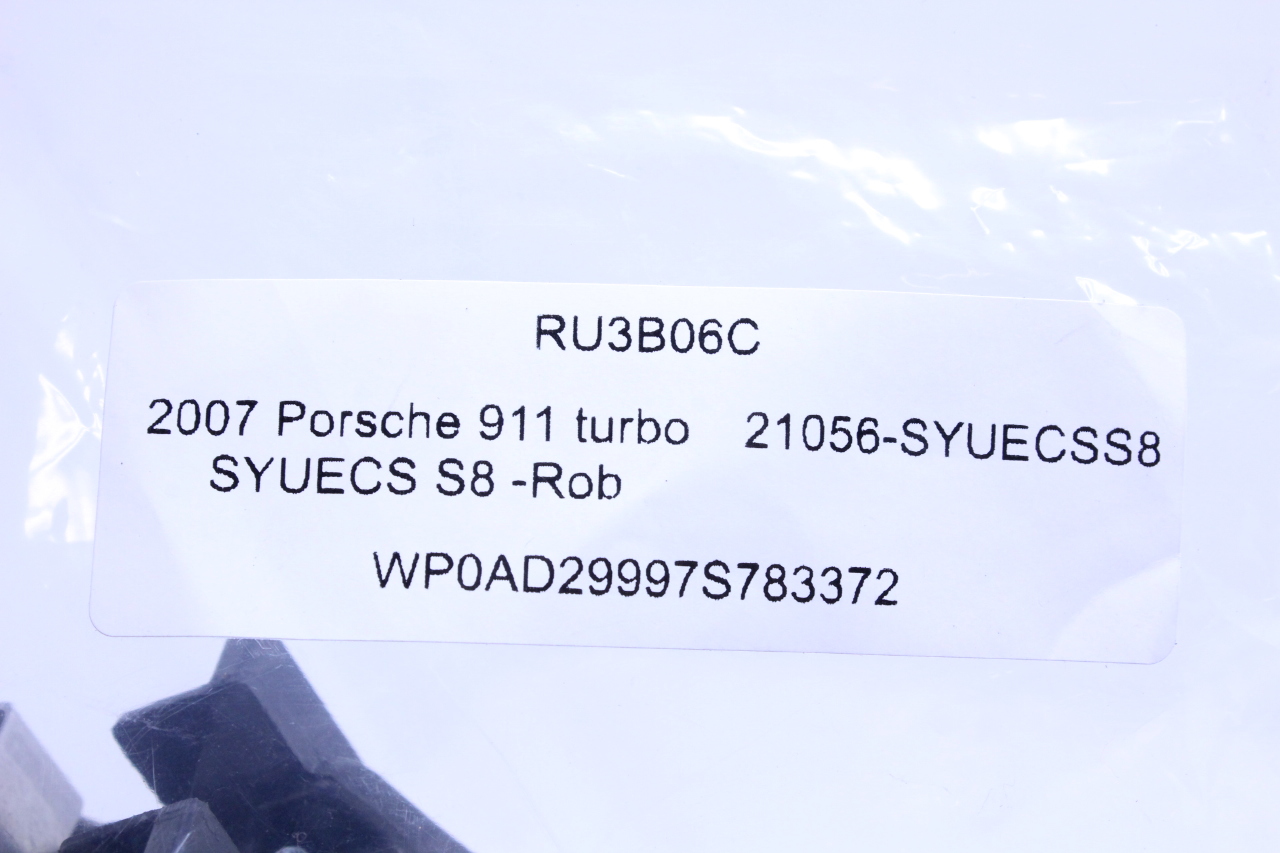 RU3B06C
2007 Porsche 911 turbo 21056-SYUECSS8
SYUECS S8 -Rob
WP0AD29997S783372